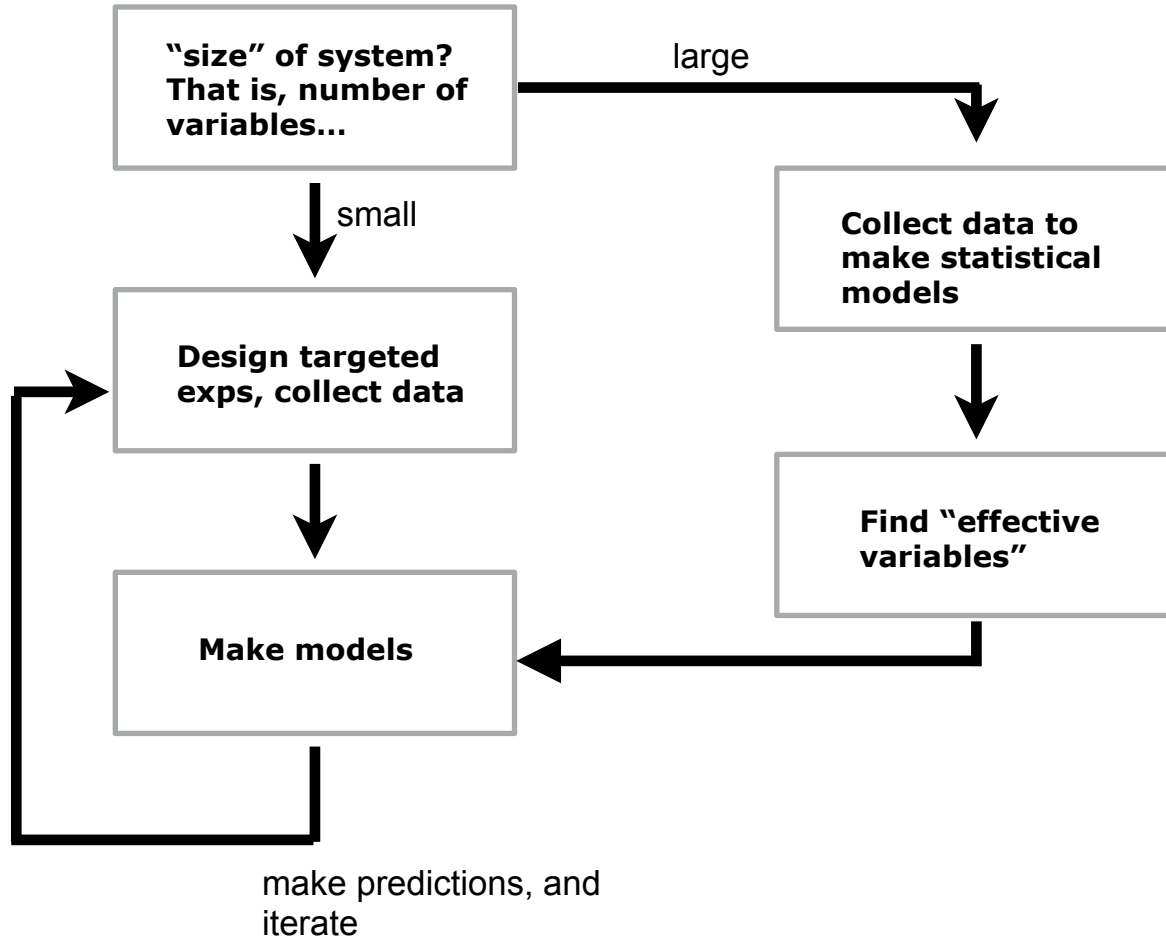 “size” of system?
That is, number of
variables...
large
small
Collect data to
make statistical
models
Design targeted
exps, collect data
Find “effective
variables”
Make models
make predictions, and
iterate